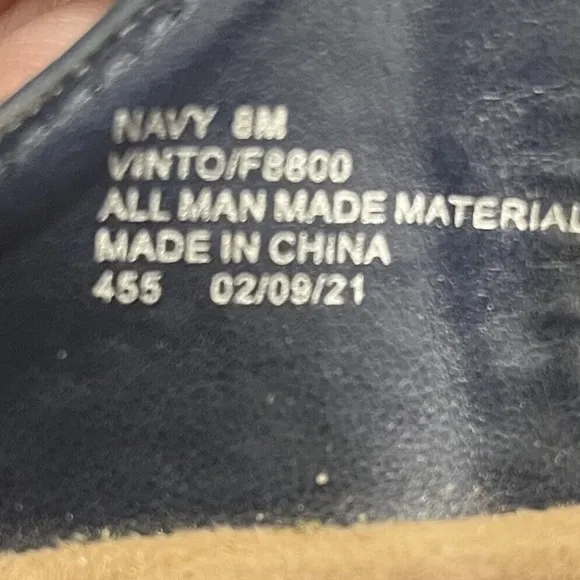 NAVY 8M
VINTO/F8800
ALL MAN MADE MATERIAL
MADE IN CHINA
455 02/09/21